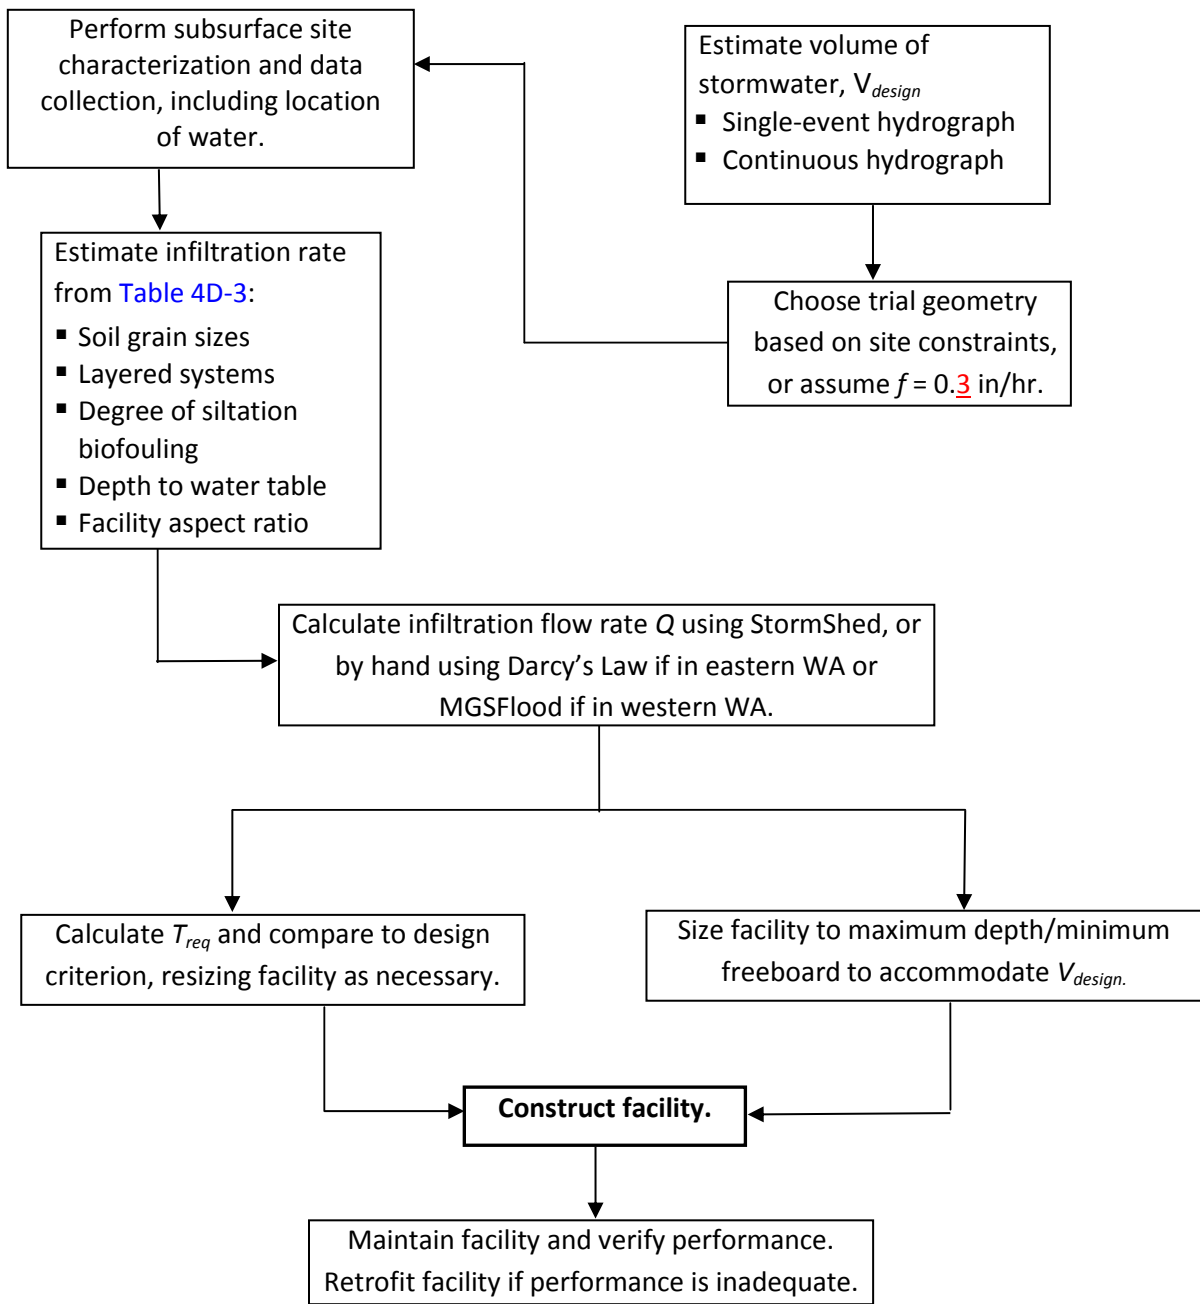 Perform subsurface site
characterization and data
collection, including location
of water.
Estimate volume of
stormwater, Vdesign
▪ Single-event hydrograph
▪ Continuous hydrograph
Estimate infiltration rate
from Table 4D-3:
▪ Soil grain sizes
▪ Layered systems
▪ Degree of siltation
biofouling
▪ Depth to water table
▪ Facility aspect ratio
Choose trial geometry
based on site constraints,
or assume f = 0.3 in/hr.
Calculate infiltration flow rate Q using StormShed, or
by hand using Darcy’s Law if in eastern WA or
MGSFlood if in western WA.
Calculate Treq and compare to design
criterion, resizing facility as necessary.
Size facility to maximum depth/minimum
freeboard to accommodate Vdesign.
Construct facility.
Maintain facility and verify performance.
Retrofit facility if performance is inadequate.